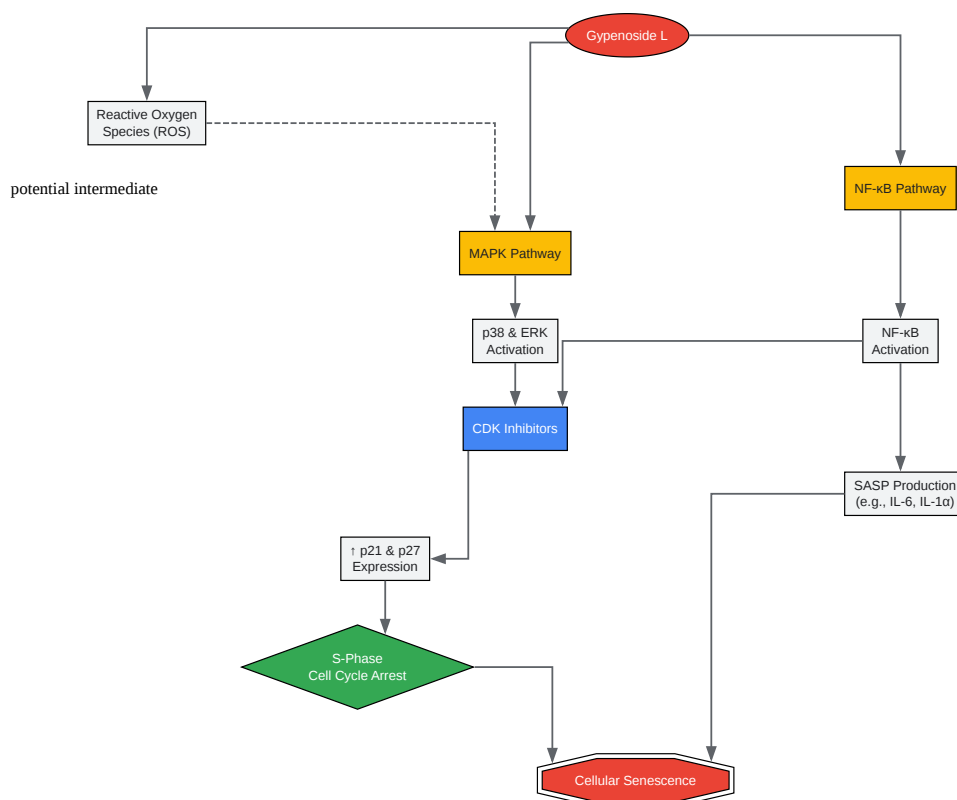 Gypenoside L
Reactive Oxygen
Species (ROS)
potential intermediate
NF-κB Pathway
MAPK Pathway
p38 & ERK
Activation
NF-κB
Activation
CDK Inhibitors
SASP Production
(e.g., IL-6, IL-1α)
↑ p21 & p27
Expression
S-Phase
Cell Cycle Arrest
Cellular Senescence